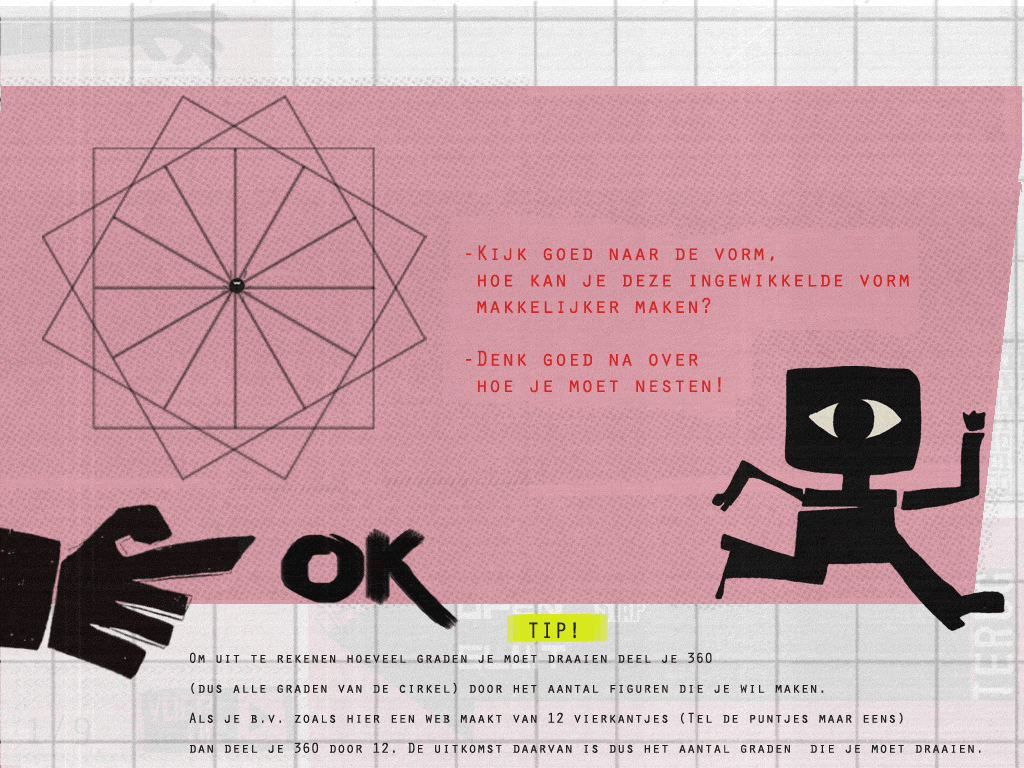 -Kijk goed naar de vorm,
hoe kan je deze ingewikkelde vorm
makkelijker maken?
-Denk goed na over
hoe je moet nesten!
OK
TIP!
Om uit te rekenen hoeveel graden je moet draaien deel je 360
(dus alle graden van de cirkel) door het aantal figuren die je wil maken.
Als je b.v. zoals hier een web maakt van 12 vierkantjes (Tel de puntjes maar eens)
dan deel je 360 door 12. De uitkomst daarvan is dus het aantal graden die je moet draaien.
1/9